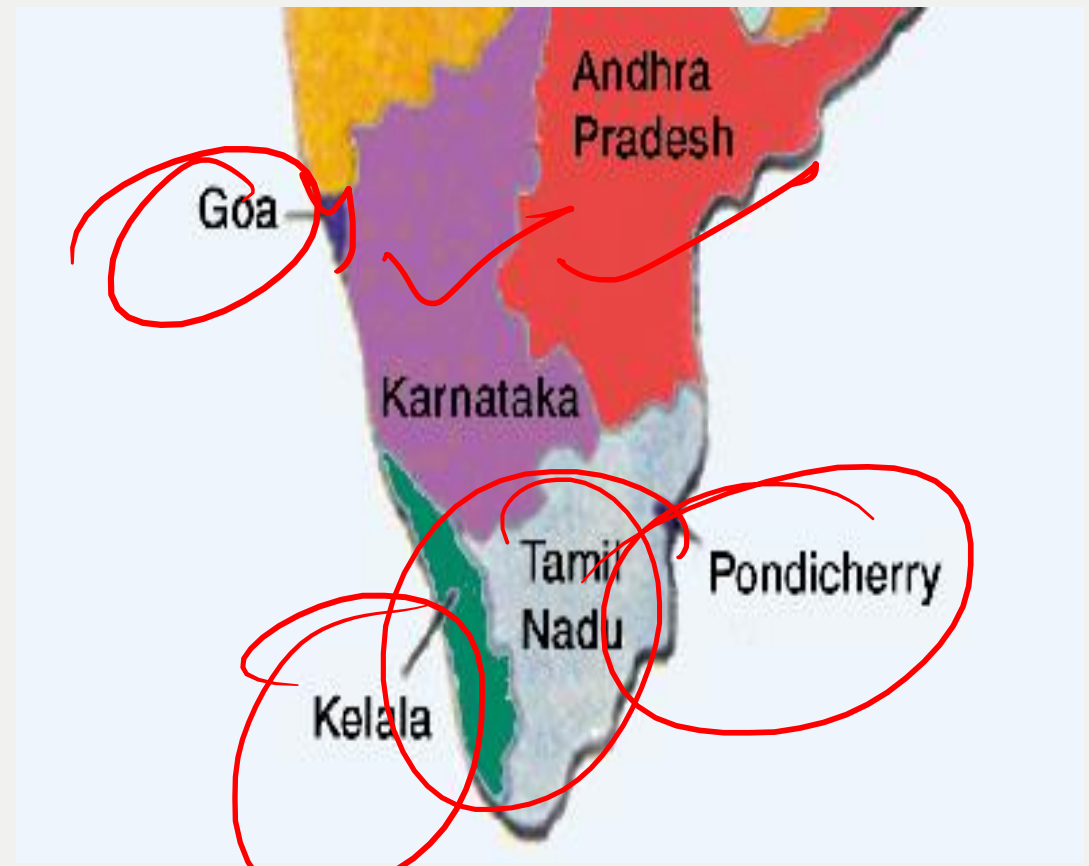 Andhra
Pradesh
Goa
Karnataka
Tamil
Nadu
Pondicherry
Kelala